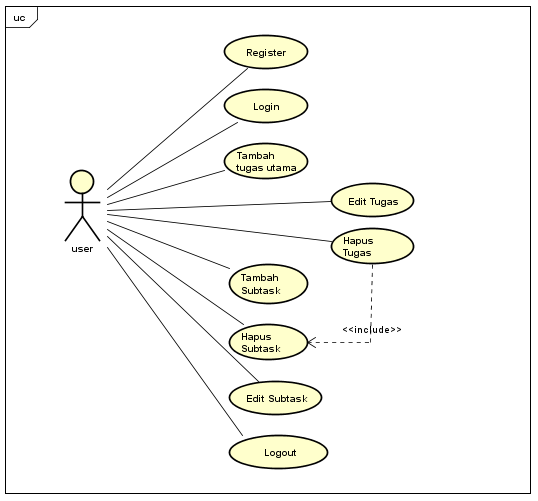 uc
Register
Login
Tambah
tugas utama
Edit Tugas
Hapus
Tugas
user
Tambah
Subtask
<<include>>
Hapus
Subtask
Edit Subtask
Logout